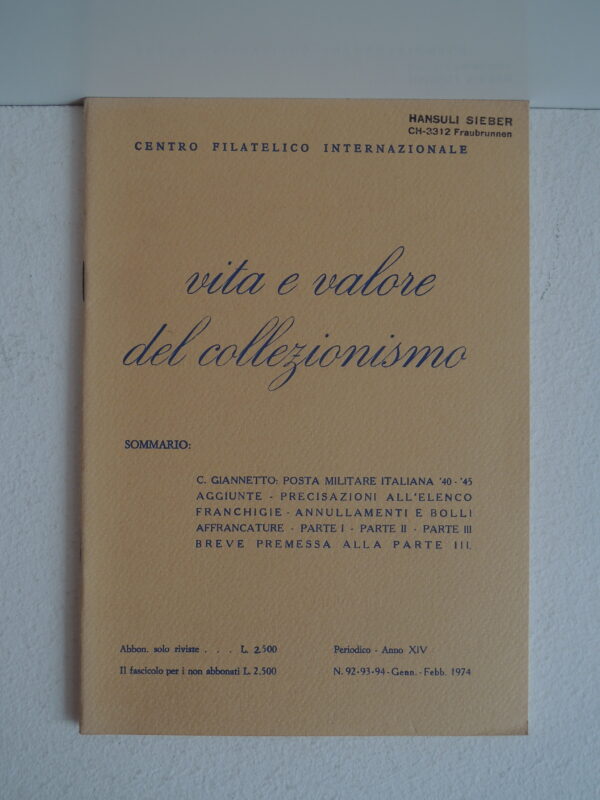 HANSULI SIEBER
CH-3312 Fraubrunnen
CENTRO FILATELICO INTERNAZIONALE
vita e valore
del collezionismo
SOMMARIO:
C. GIANNETTO: POSTA MILITARE ITALIANA '40 - '45
AGGIUNTE - PRECISAZIONI ALL'ELENCO
FRANCHIGIE - ANNULLAMENTI E BOLLI
AFFRANCATURE - PARTE I - PARTE II - PARTE III
BREVE PREMESSA ALLA PARTE III.
Abbon. solo riviste . . . L. 2.500
Il fascicolo per i non abbonati L. 2.500
Periodico - Anno XIV
N. 92-93-94 - Genn. - Febb. 1974